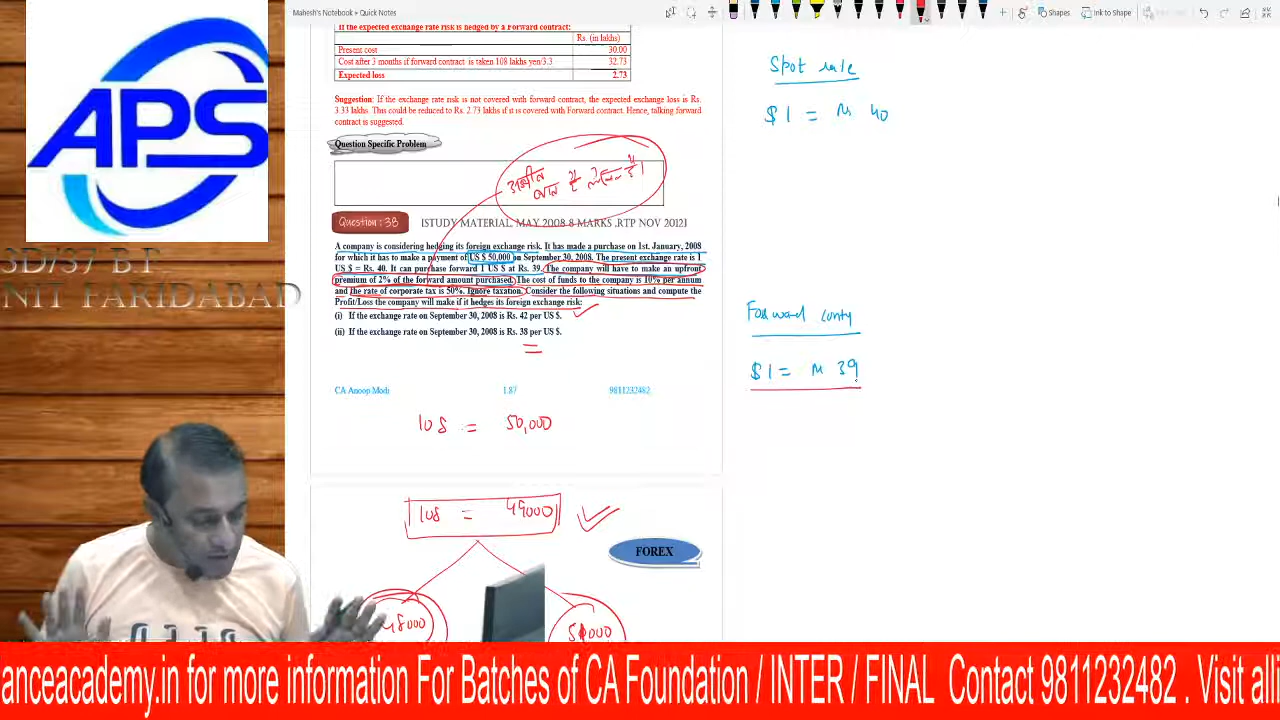 Mahesh's Notebook » Quick Notes
Shapes
Ink to Shape
APS
3D/37 B.P.
NIT FARIDABAD
If the expected exchange rate risk is hedged by a Forward contract:
Rs. (in lakhs)
Present cost 30.00
Cost after 3 months if forward contract is taken 108 lakhs yen/3.3 32.73
Expected loss 2.73
Suggestion: If the exchange rate risk is not covered with forward contract, the expected exchange loss is Rs.
3.33 lakhs. This could be reduced to Rs. 2.73 lakhs if it is covered with Forward contract. Hence, talking forward
contract is suggested.
Question Specific Problem
Question : 38 [STUDY MATERIAL, MAY 2008 8 MARKS ,RTP NOV 2012]
A company is considering hedging its foreign exchange risk. It has made a purchase on 1st. January, 2008
for which it has to make a payment of US $ 50,000 on September 30, 2008. The present exchange rate is 1
US $ = Rs. 40. It can purchase forward 1 US $ at Rs. 39. The company will have to make an upfront
premium of 2% of the forward amount purchased. The cost of funds to the company is 10% per annum
and the rate of corporate tax is 50%. Ignore taxation. Consider the following situations and compute the
Profit/Loss the company will make if it hedges its foreign exchange risk:
(i) If the exchange rate on September 30, 2008 is Rs. 42 per US $.
(ii) If the exchange rate on September 30, 2008 is Rs. 38 per US $.
CA Anoop Modi 1.87 9811232482
10 g = 50,000
10g = 49000
FOREX
48000
Spot rate
$1 = Rs 40
Forward
$1 = Rs 39
anceacademy.in for more information For Batches of CA Foundation / INTER / FINAL Contact 9811232482 . Visit alli